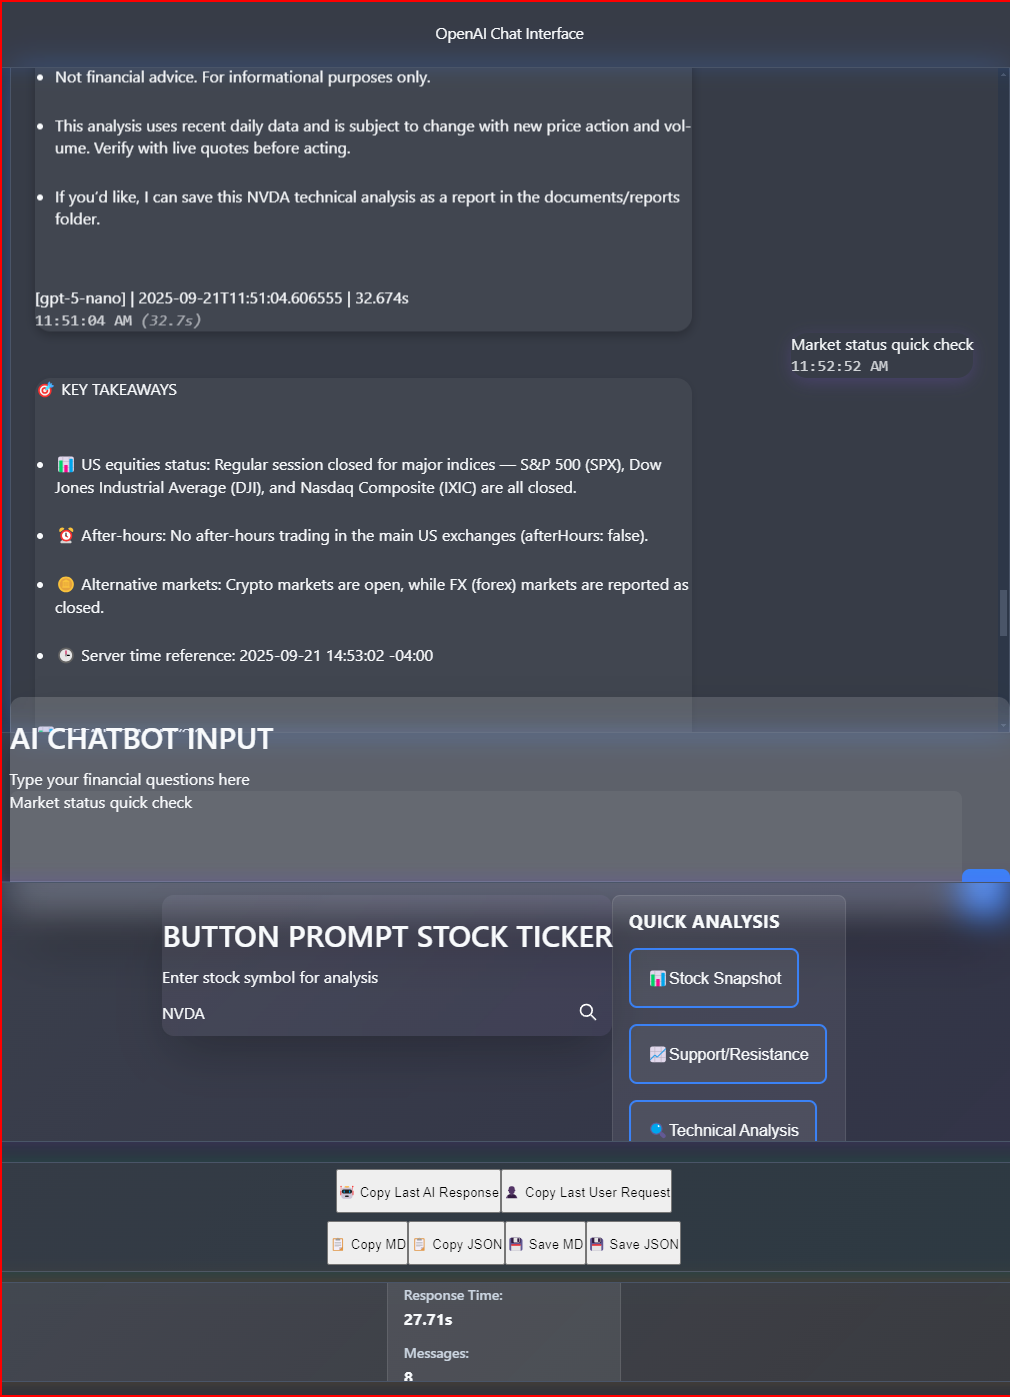 OpenAI Chat Interface
Not financial advice. For informational purposes only.
This analysis uses recent daily data and is subject to change with new price action and vol-
ume. Verify with live quotes before acting.
If you’d like, I can save this NVDA technical analysis as a report in the documents/reports
folder.
[gpt-5-nano] | 2025-09-21T11:51:04.606555 | 32.674s
11:51:04 AM (32.7s)
Market status quick check
11:52:52 AM
🎯 KEY TAKEAWAYS
📊 US equities status: Regular session closed for major indices — S&P 500 (SPX), Dow
Jones Industrial Average (DJI), and Nasdaq Composite (IXIC) are all closed.
⏰ After-hours: No after-hours trading in the main US exchanges (afterHours: false).
🪙 Alternative markets: Crypto markets are open, while FX (forex) markets are reported as
closed.
🕒 Server time reference: 2025-09-21 14:53:02 -04:00
AI CHATBOT INPUT
Type your financial questions here
Market status quick check
BUTTON PROMPT STOCK TICKER
Enter stock symbol for analysis
NVDA
QUICK ANALYSIS
📊 Stock Snapshot
📈 Support/Resistance
🔍 Technical Analysis
🤖 Copy Last AI Response
👤 Copy Last User Request
📋 Copy MD
📋 Copy JSON
💾 Save MD
💾 Save JSON
Response Time:
27.71s
Messages:
8